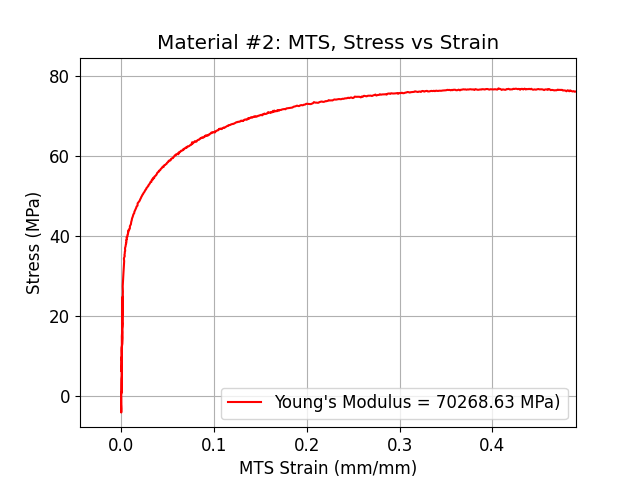 Material #2: MTS, Stress vs Strain
Stress (MPa)
80
60
40
20
0
Young's Modulus = 70268.63 MPa)
0.0 0.1 0.2 0.3 0.4
MTS Strain (mm/mm)